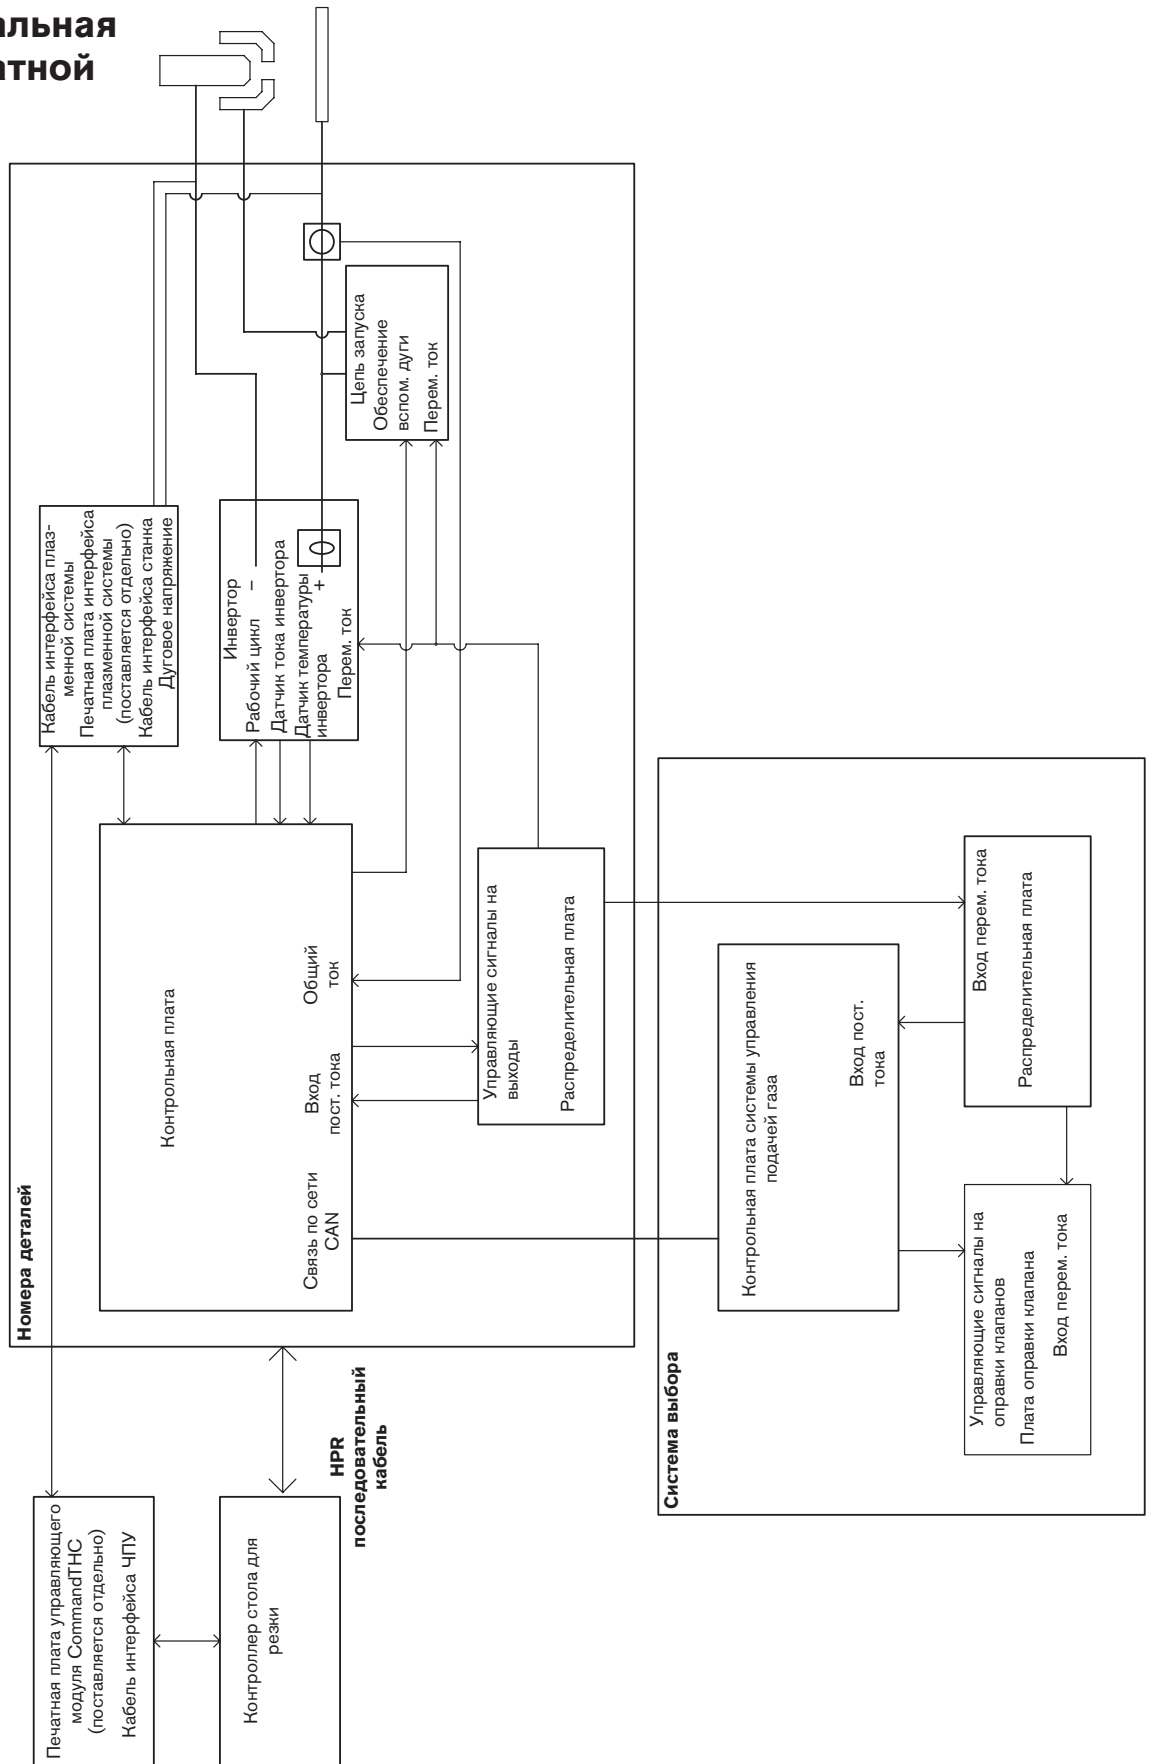 альная
атной
Печатная плата управляющего
модуля CommandTHC
(поставляется отдельно)
Кабель интерфейса ЧПУ
Контроллер стола для
резки
HPR
последовательный
кабель
Номера деталей
Кабель интерфейса плаз-
менной системы
Печатная плата интерфейса
плазменной системы
(поставляется отдельно)
Кабель интерфейса станка
Дуговое напряжение
Контрольная плата
Связь по сети
CAN
Вход
пост. тока
Общий
ток
Инвертор
Рабочий цикл –
Датчик тока инвертора
Датчик температуры
инвертора +
Перем. ток
Цепь запуска
Обеспечение
вспом. дуги
Перем. ток
Управляющие сигналы на
выходы
Распределительная плата
Система выбора
Контрольная плата системы управления
подачей газа
Вход пост.
тока
Управляющие сигналы на
оправки клапанов
Плата оправки клапана
Вход перем. тока
Вход перем. тока
Распределительная плата